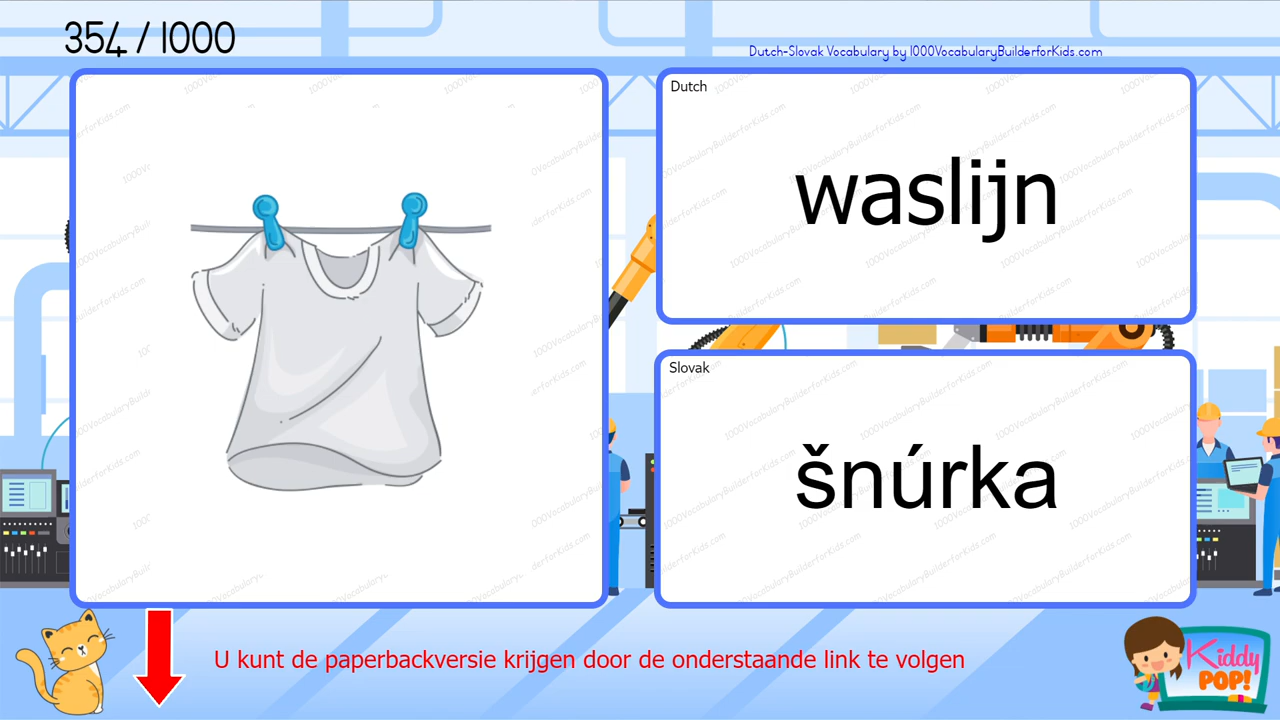 354 / 1000
Dutch-Slovak Vocabulary by 1000VocabularyBuilderforKids.com
Dutch
waslijn
Slovak
šnúrka
U kunt de paperbackversie krijgen door de onderstaande link te volgen
Kiddy
POP!